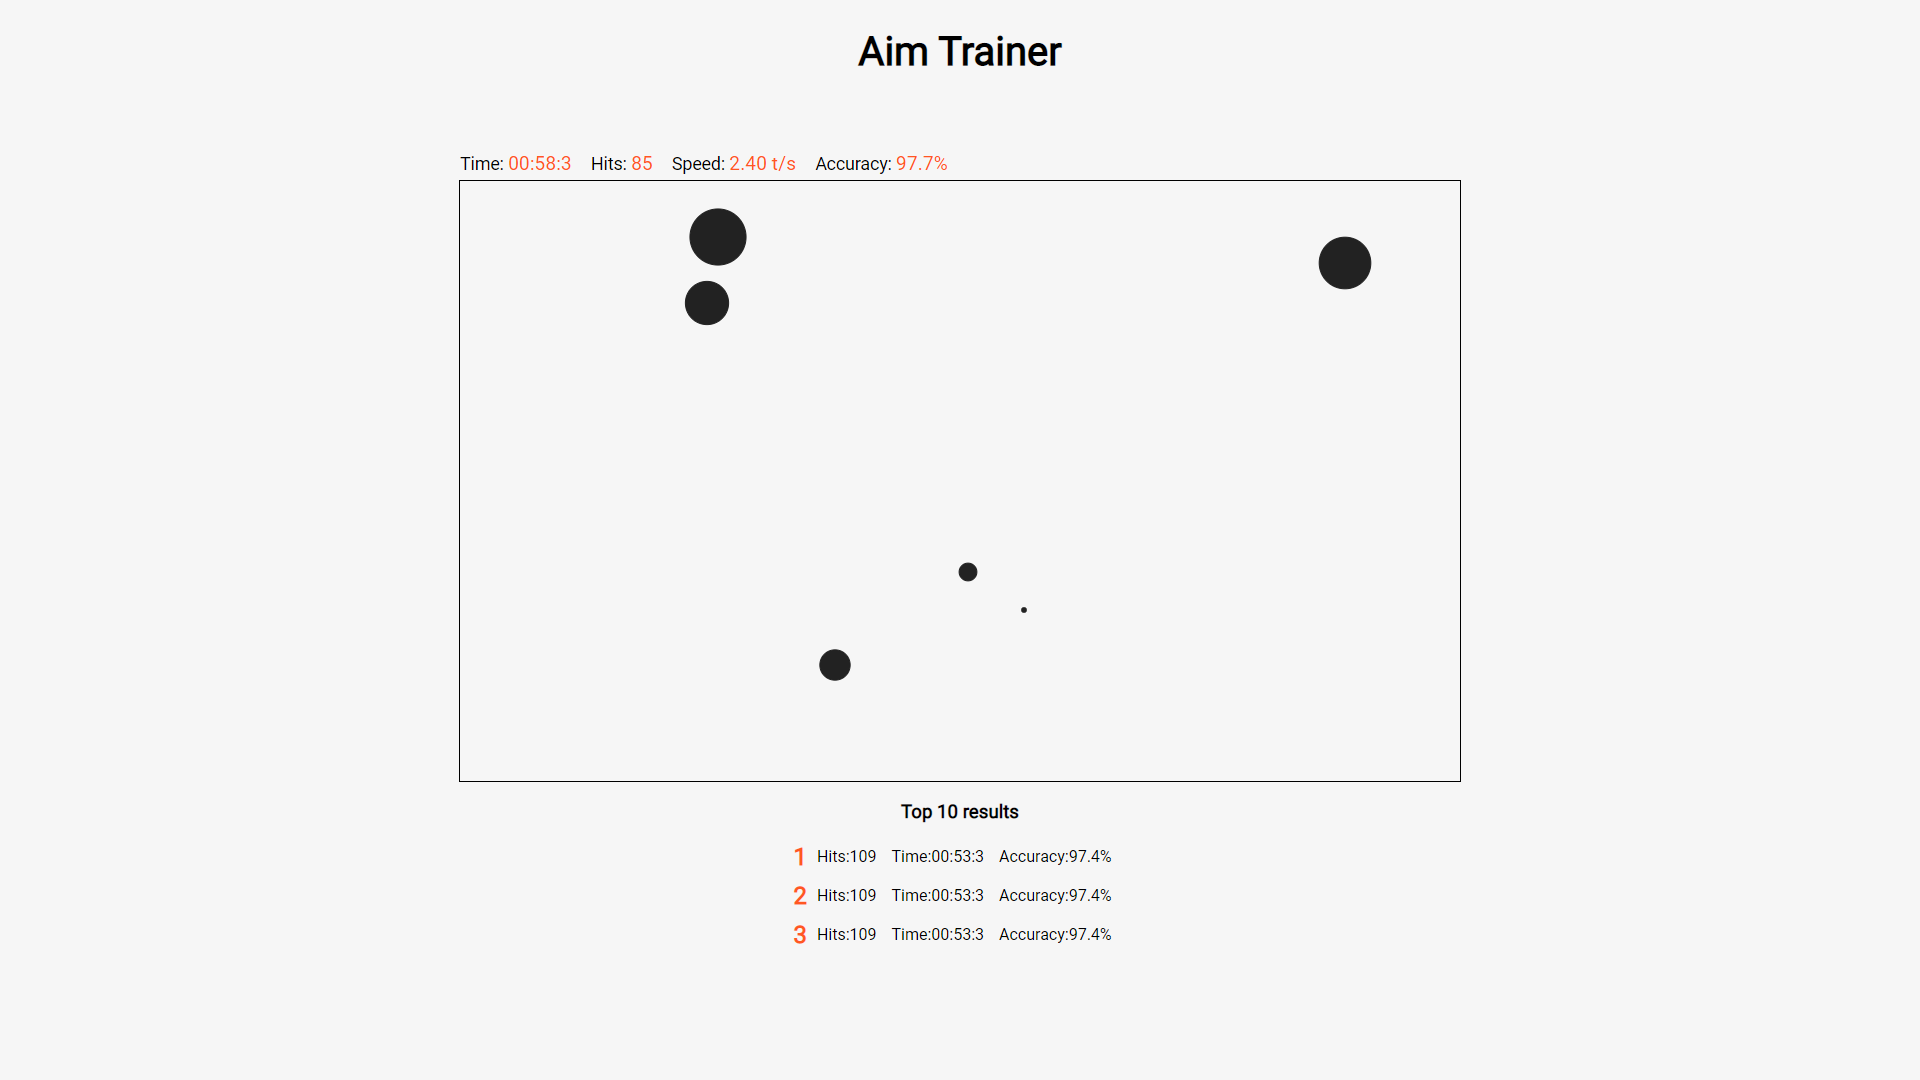 Aim Trainer
Time: 00:58:3 Hits: 85 Speed: 2.40 t/s Accuracy: 97.7%
Top 10 results
1 Hits:109 Time:00:53:3 Accuracy:97.4%
2 Hits:109 Time:00:53:3 Accuracy:97.4%
3 Hits:109 Time:00:53:3 Accuracy:97.4%